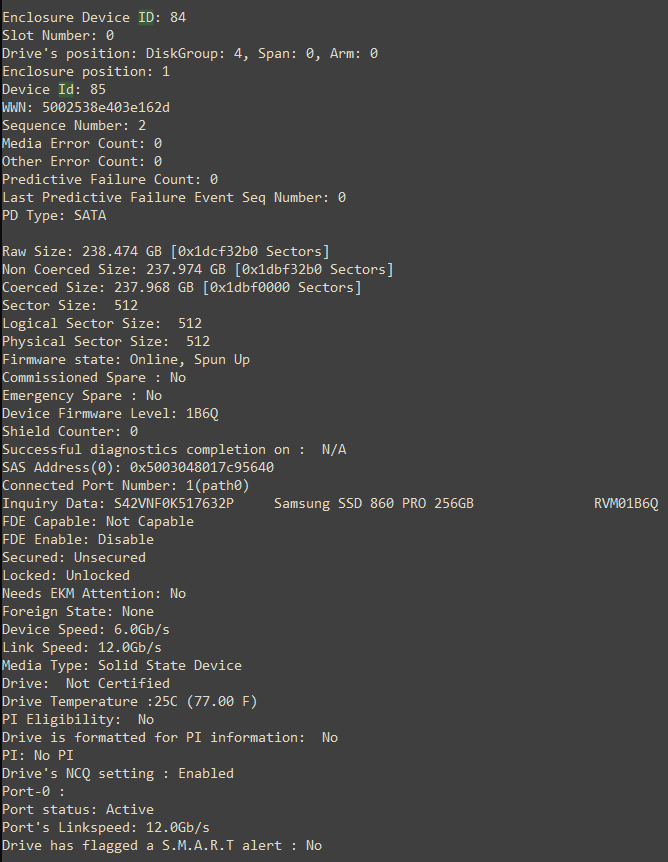 Enclosure Device ID: 84
Slot Number: 0
Drive's position: DiskGroup: 4, Span: 0, Arm: 0
Enclosure position: 1
Device Id: 85
WWN: 5002538e403e162d
Sequence Number: 2
Media Error Count: 0
Other Error Count: 0
Predictive Failure Count: 0
Last Predictive Failure Event Seq Number: 0
PD Type: SATA
Raw Size: 238.474 GB [0x1dcf32b0 Sectors]
Non Coerced Size: 237.974 GB [0x1dbf32b0 Sectors]
Coerced Size: 237.968 GB [0x1dbf0000 Sectors]
Sector Size:  512
Logical Sector Size:  512
Physical Sector Size:  512
Firmware state: Online, Spun Up
Commissioned Spare : No
Emergency Spare : No
Device Firmware Level: 1B6Q
Shield Counter: 0
Successful diagnostics completion on :  N/A
SAS Address(0): 0x5003048017c95640
Connected Port Number: 1(path0)
Inquiry Data: S42VNF0K517632P     Samsung SSD 860 PRO 256GB               RVM01B6Q
FDE Capable: Not Capable
FDE Enable: Disable
Secured: Unsecured
Locked: Unlocked
Needs EKM Attention: No
Foreign State: None
Device Speed: 6.0Gb/s
Link Speed: 12.0Gb/s
Media Type: Solid State Device
Drive:  Not Certified
Drive Temperature :25C (77.00 F)
PI Eligibility:  No
Drive is formatted for PI information:  No
PI: No PI
Drive's NCQ setting : Enabled
Port-0 :
Port status: Active
Port's Linkspeed: 12.0Gb/s
Drive has flagged a S.M.A.R.T alert : No